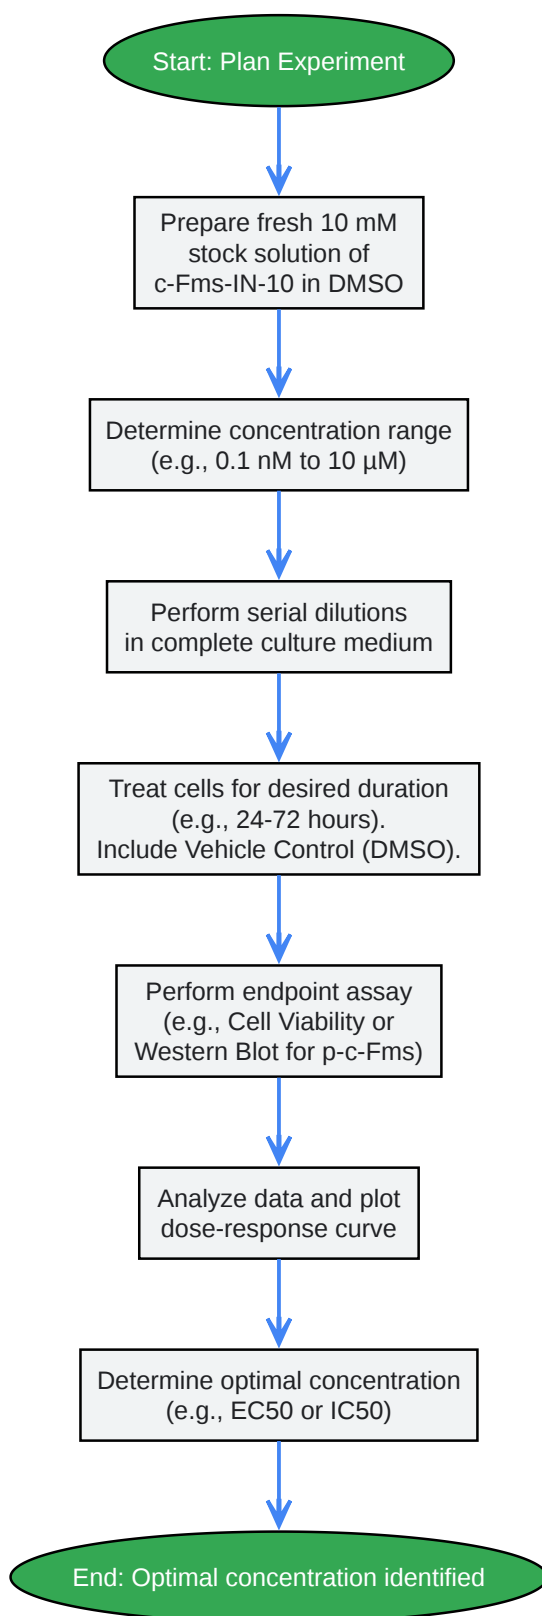 Start: Plan Experiment
Prepare fresh 10 mM
stock solution of
c-Fms-IN-10 in DMSO
Determine concentration range
(e.g., 0.1 nM to 10 µM)
Perform serial dilutions
in complete culture medium
Treat cells for desired duration
(e.g., 24-72 hours).
Include Vehicle Control (DMSO).
Perform endpoint assay
(e.g., Cell Viability or
Western Blot for p-c-Fms)
Analyze data and plot
dose-response curve
Determine optimal concentration
(e.g., EC50 or IC50)
End: Optimal concentration identified